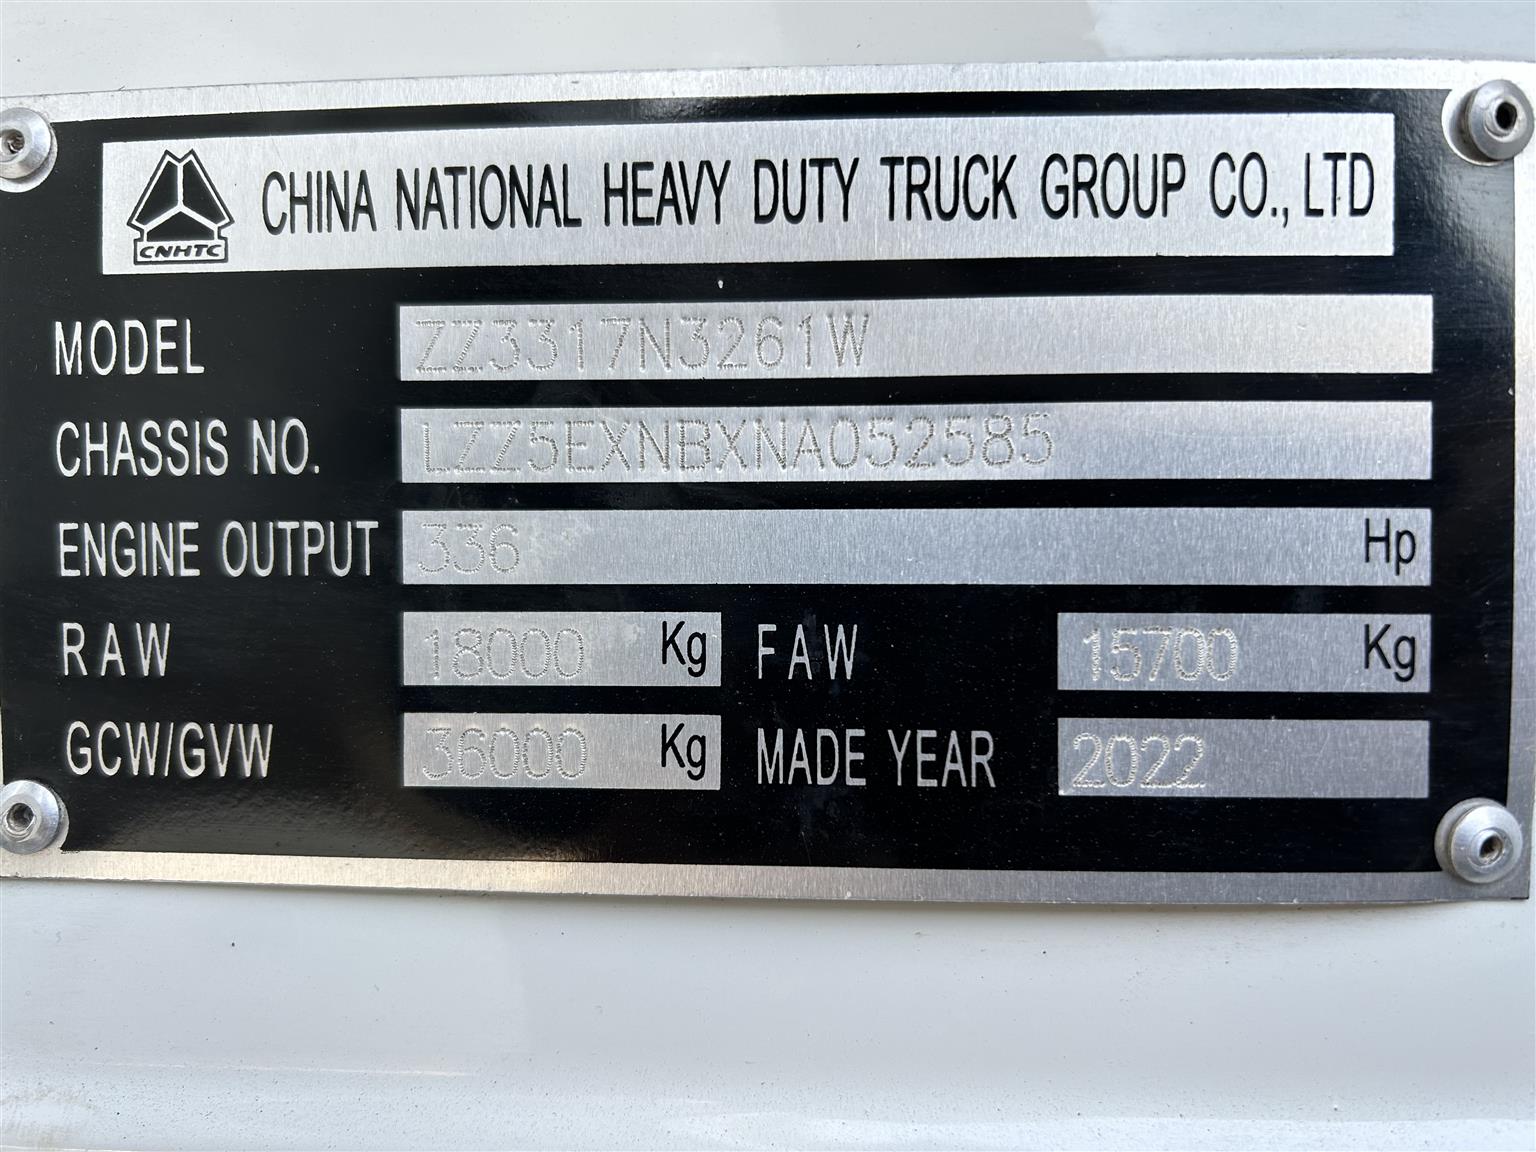 CNHTC CHINA NATIONAL HEAVY DUTY TRUCK GROUP CO., LTD
MODEL ZZ3317N3261W
CHASSIS NO. LZZ5EXNBXNA052585
ENGINE OUTPUT 336 Hp
RAW 18000 Kg FAW 15700 Kg
GCW/GVW 36000 Kg MADE YEAR 2022